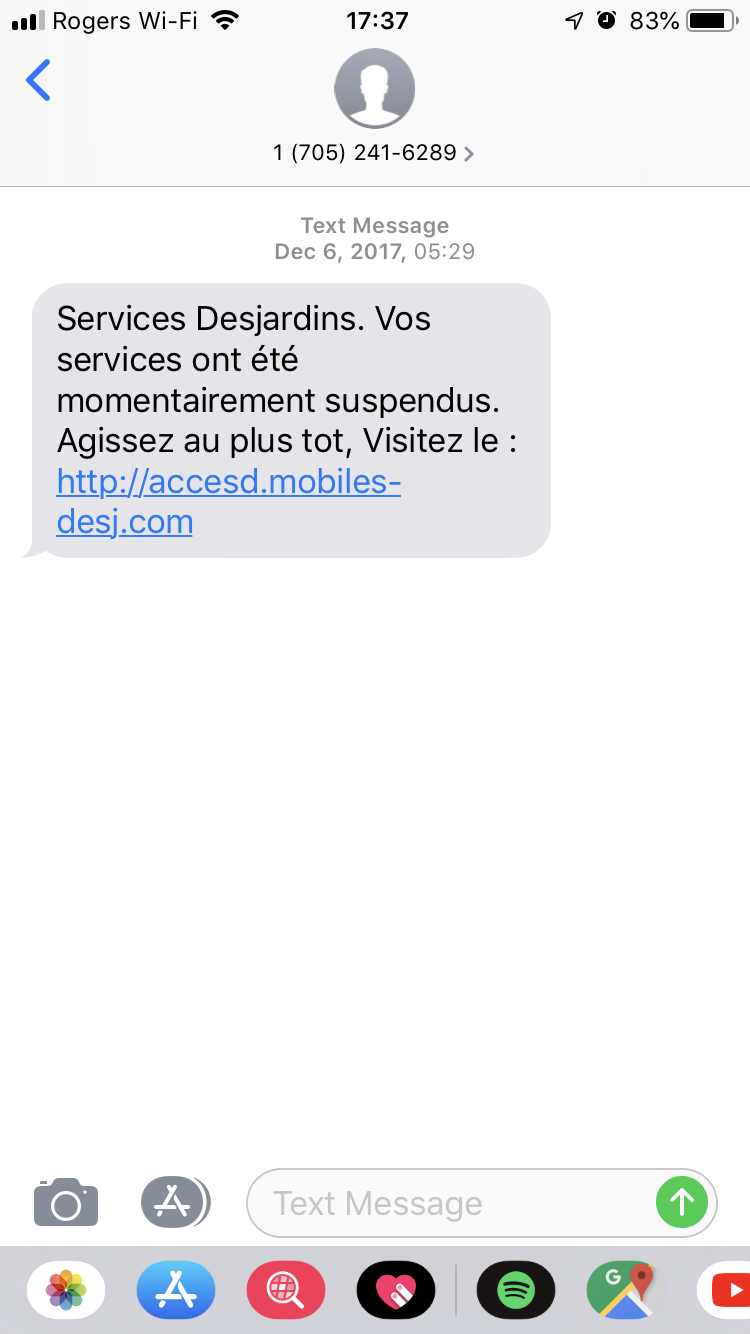 Rogers Wi-Fi 17:37 83%
1 (705) 241-6289
Text Message
Dec 6, 2017, 05:29
Services Desjardins. Vos
services ont été
momentairement suspendus.
Agissez au plus tot, Visitez le :
http://accesd.mobiles-
desj.com
Text Message
G